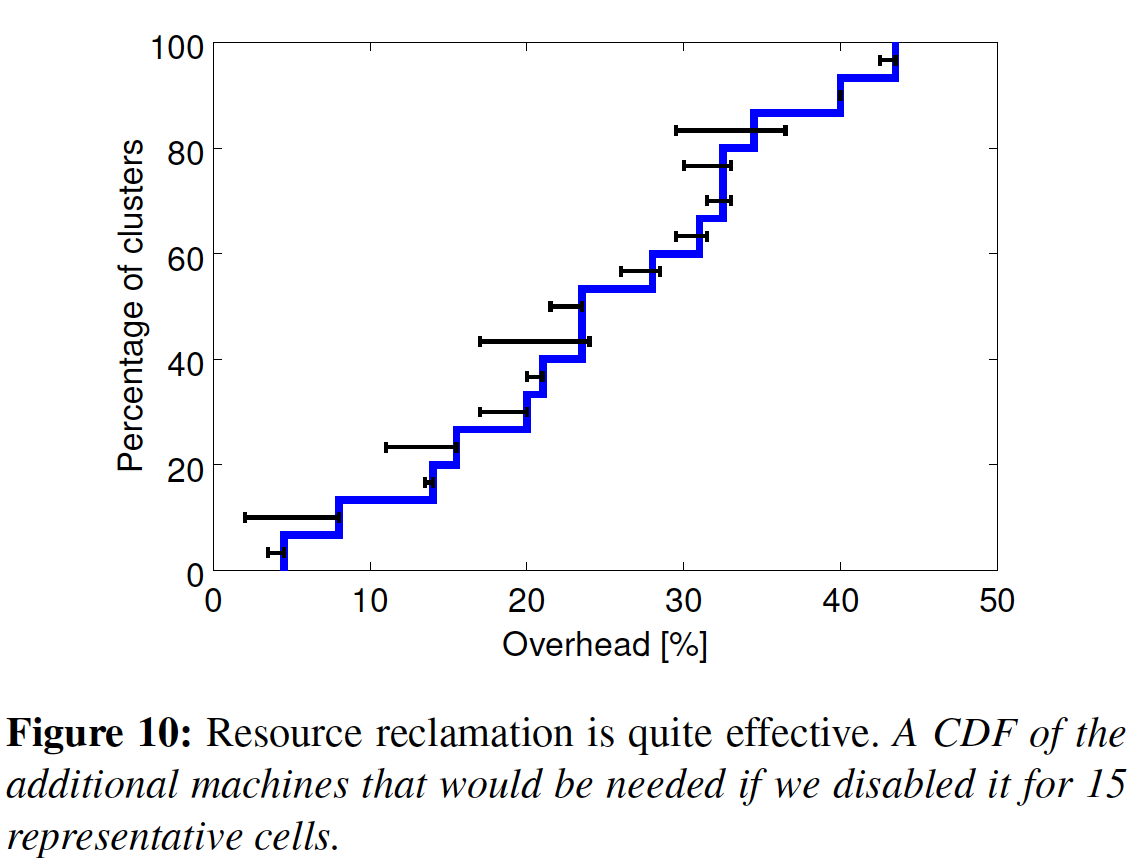 100
80
60
40
20
0
Percentage of clusters
0 10 20 30 40 50
Overhead [%]
Figure 10: Resource reclamation is quite effective. A CDF of the
additional machines that would be needed if we disabled it for 15
representative cells.